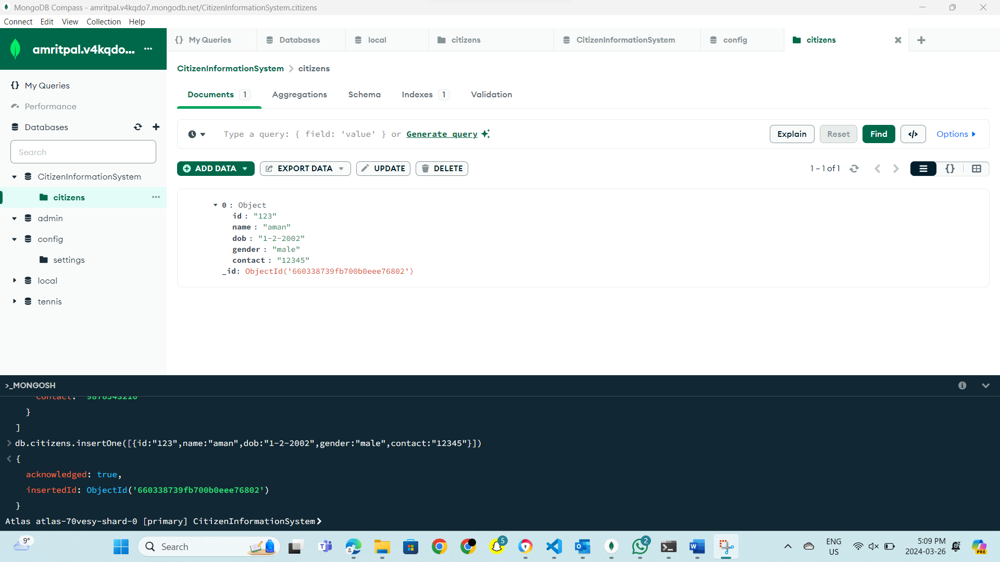 MongoDB Compass - amritpal.v4kqdo7.mongodb.net/CitizenInformationSystem.citizens
Connect Edit View Collection Help
amritpal.v4kqdo... ...
My Queries Databases local citizens CitizenInformationSystem config citizens
CitizenInformationSystem > citizens
{} My Queries
Performance
Databases
Search
CitizenInformationSystem
citizens ...
admin
config
settings
local
tennis
Documents 1 Aggregations Schema Indexes 1 Validation
Type a query: { field: 'value' } or Generate query Explain Reset Find </> Options
ADD DATA EXPORT DATA UPDATE DELETE 1 – 1 of 1 {}
0 : Object
id : "123"
name : "aman"
dob : "1-2-2002"
gender : "male"
contact : "12345"
_id: ObjectId('660338739fb700b0eee76802')
>_MONGOSH
contact: "9876543210"
}
]
> db.citizens.insertOne([{id:"123",name:"aman",dob:"1-2-2002",gender:"male",contact:"12345"}])
< {
acknowledged: true,
insertedId: ObjectId('660338739fb700b0eee76802')
}
Atlas atlas-70vesy-shard-0 [primary] CitizenInformationSystem>
9°
Search
5
2
ENG
US
5:09 PM
2024-03-26
PRE